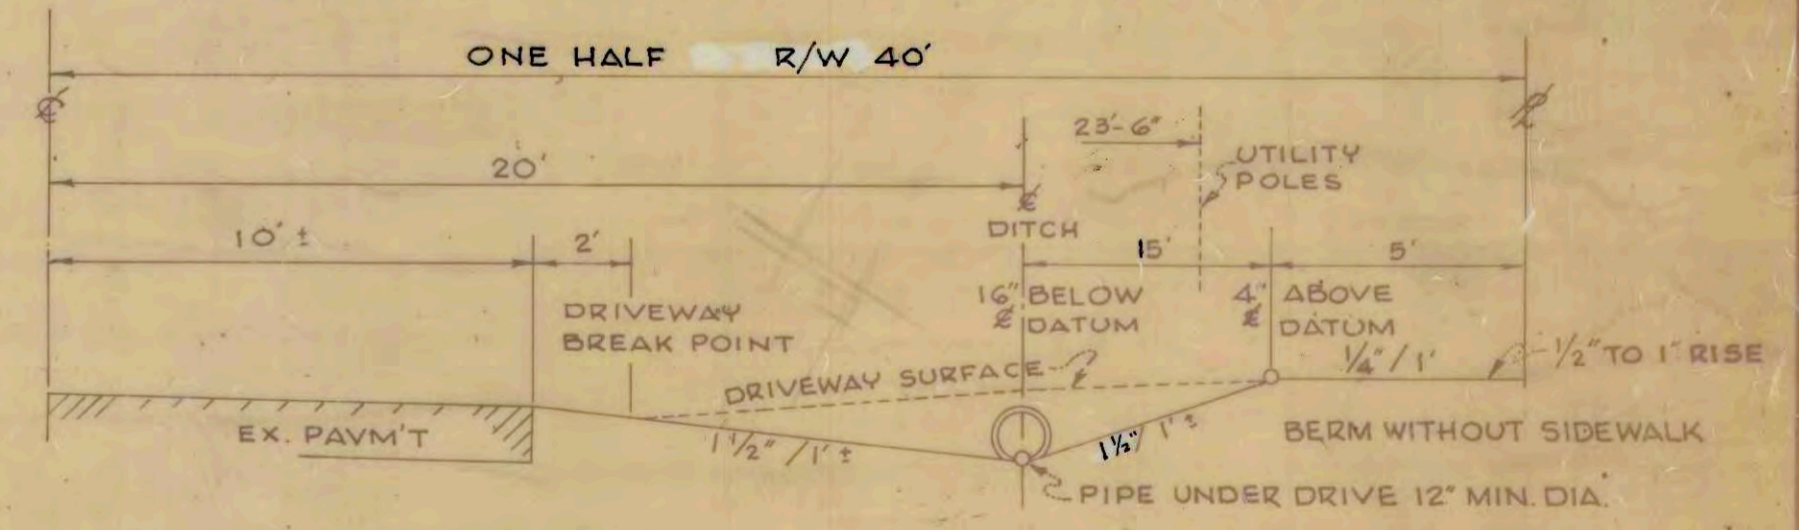 ONE HALF R/W 40'
℄
⅊
23'-6"
UTILITY
POLES
20'
℄
DITCH
10' ±
2'
15'
5'
DRIVEWAY
BREAK POINT
16" BELOW
℄ DATUM
4" ABOVE
℄ DATUM
DRIVEWAY SURFACE
1/4" / 1'
1/2" TO 1" RISE
EX. PAVM'T
1 1/2" / 1' ±
1 1/2" / 1' ±
BERM WITHOUT SIDEWALK
PIPE UNDER DRIVE 12" MIN. DIA.